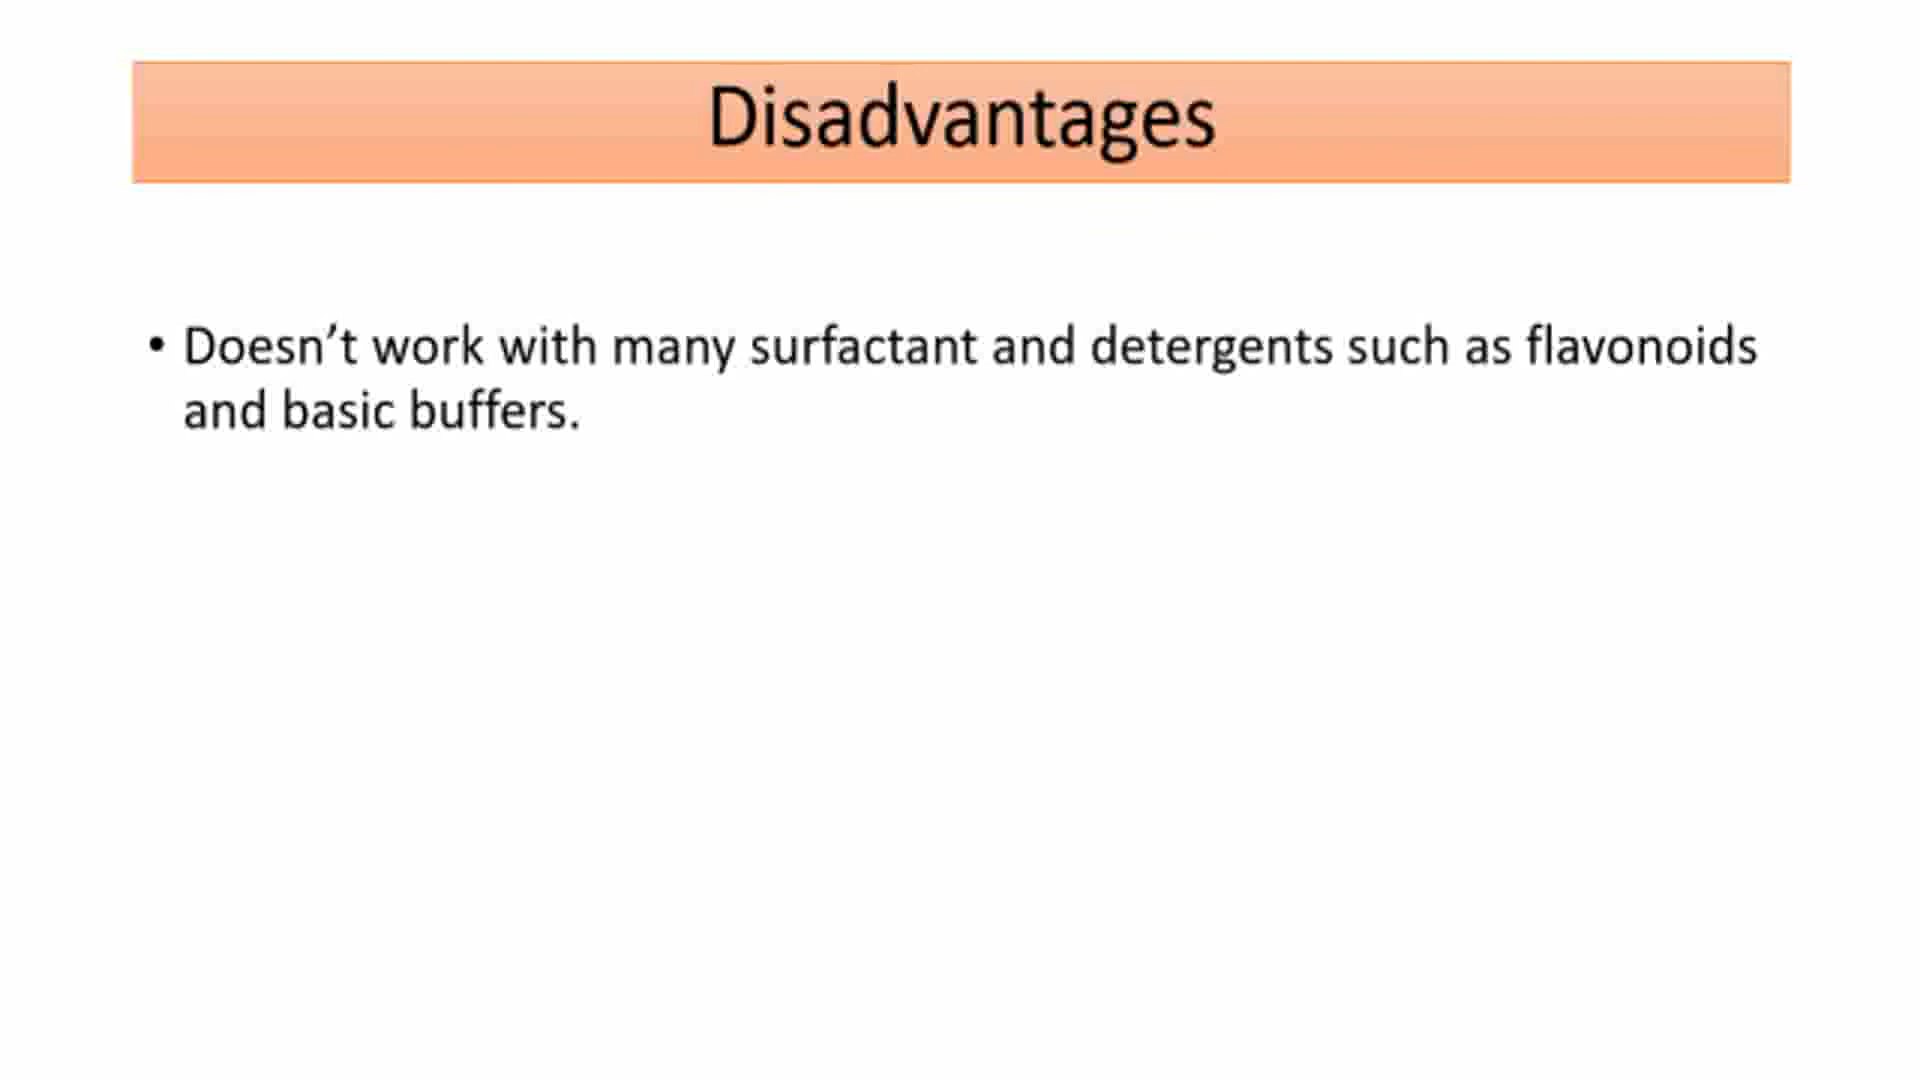 Disadvantages
• Doesn’t work with many surfactant and detergents such as flavonoids
and basic buffers.